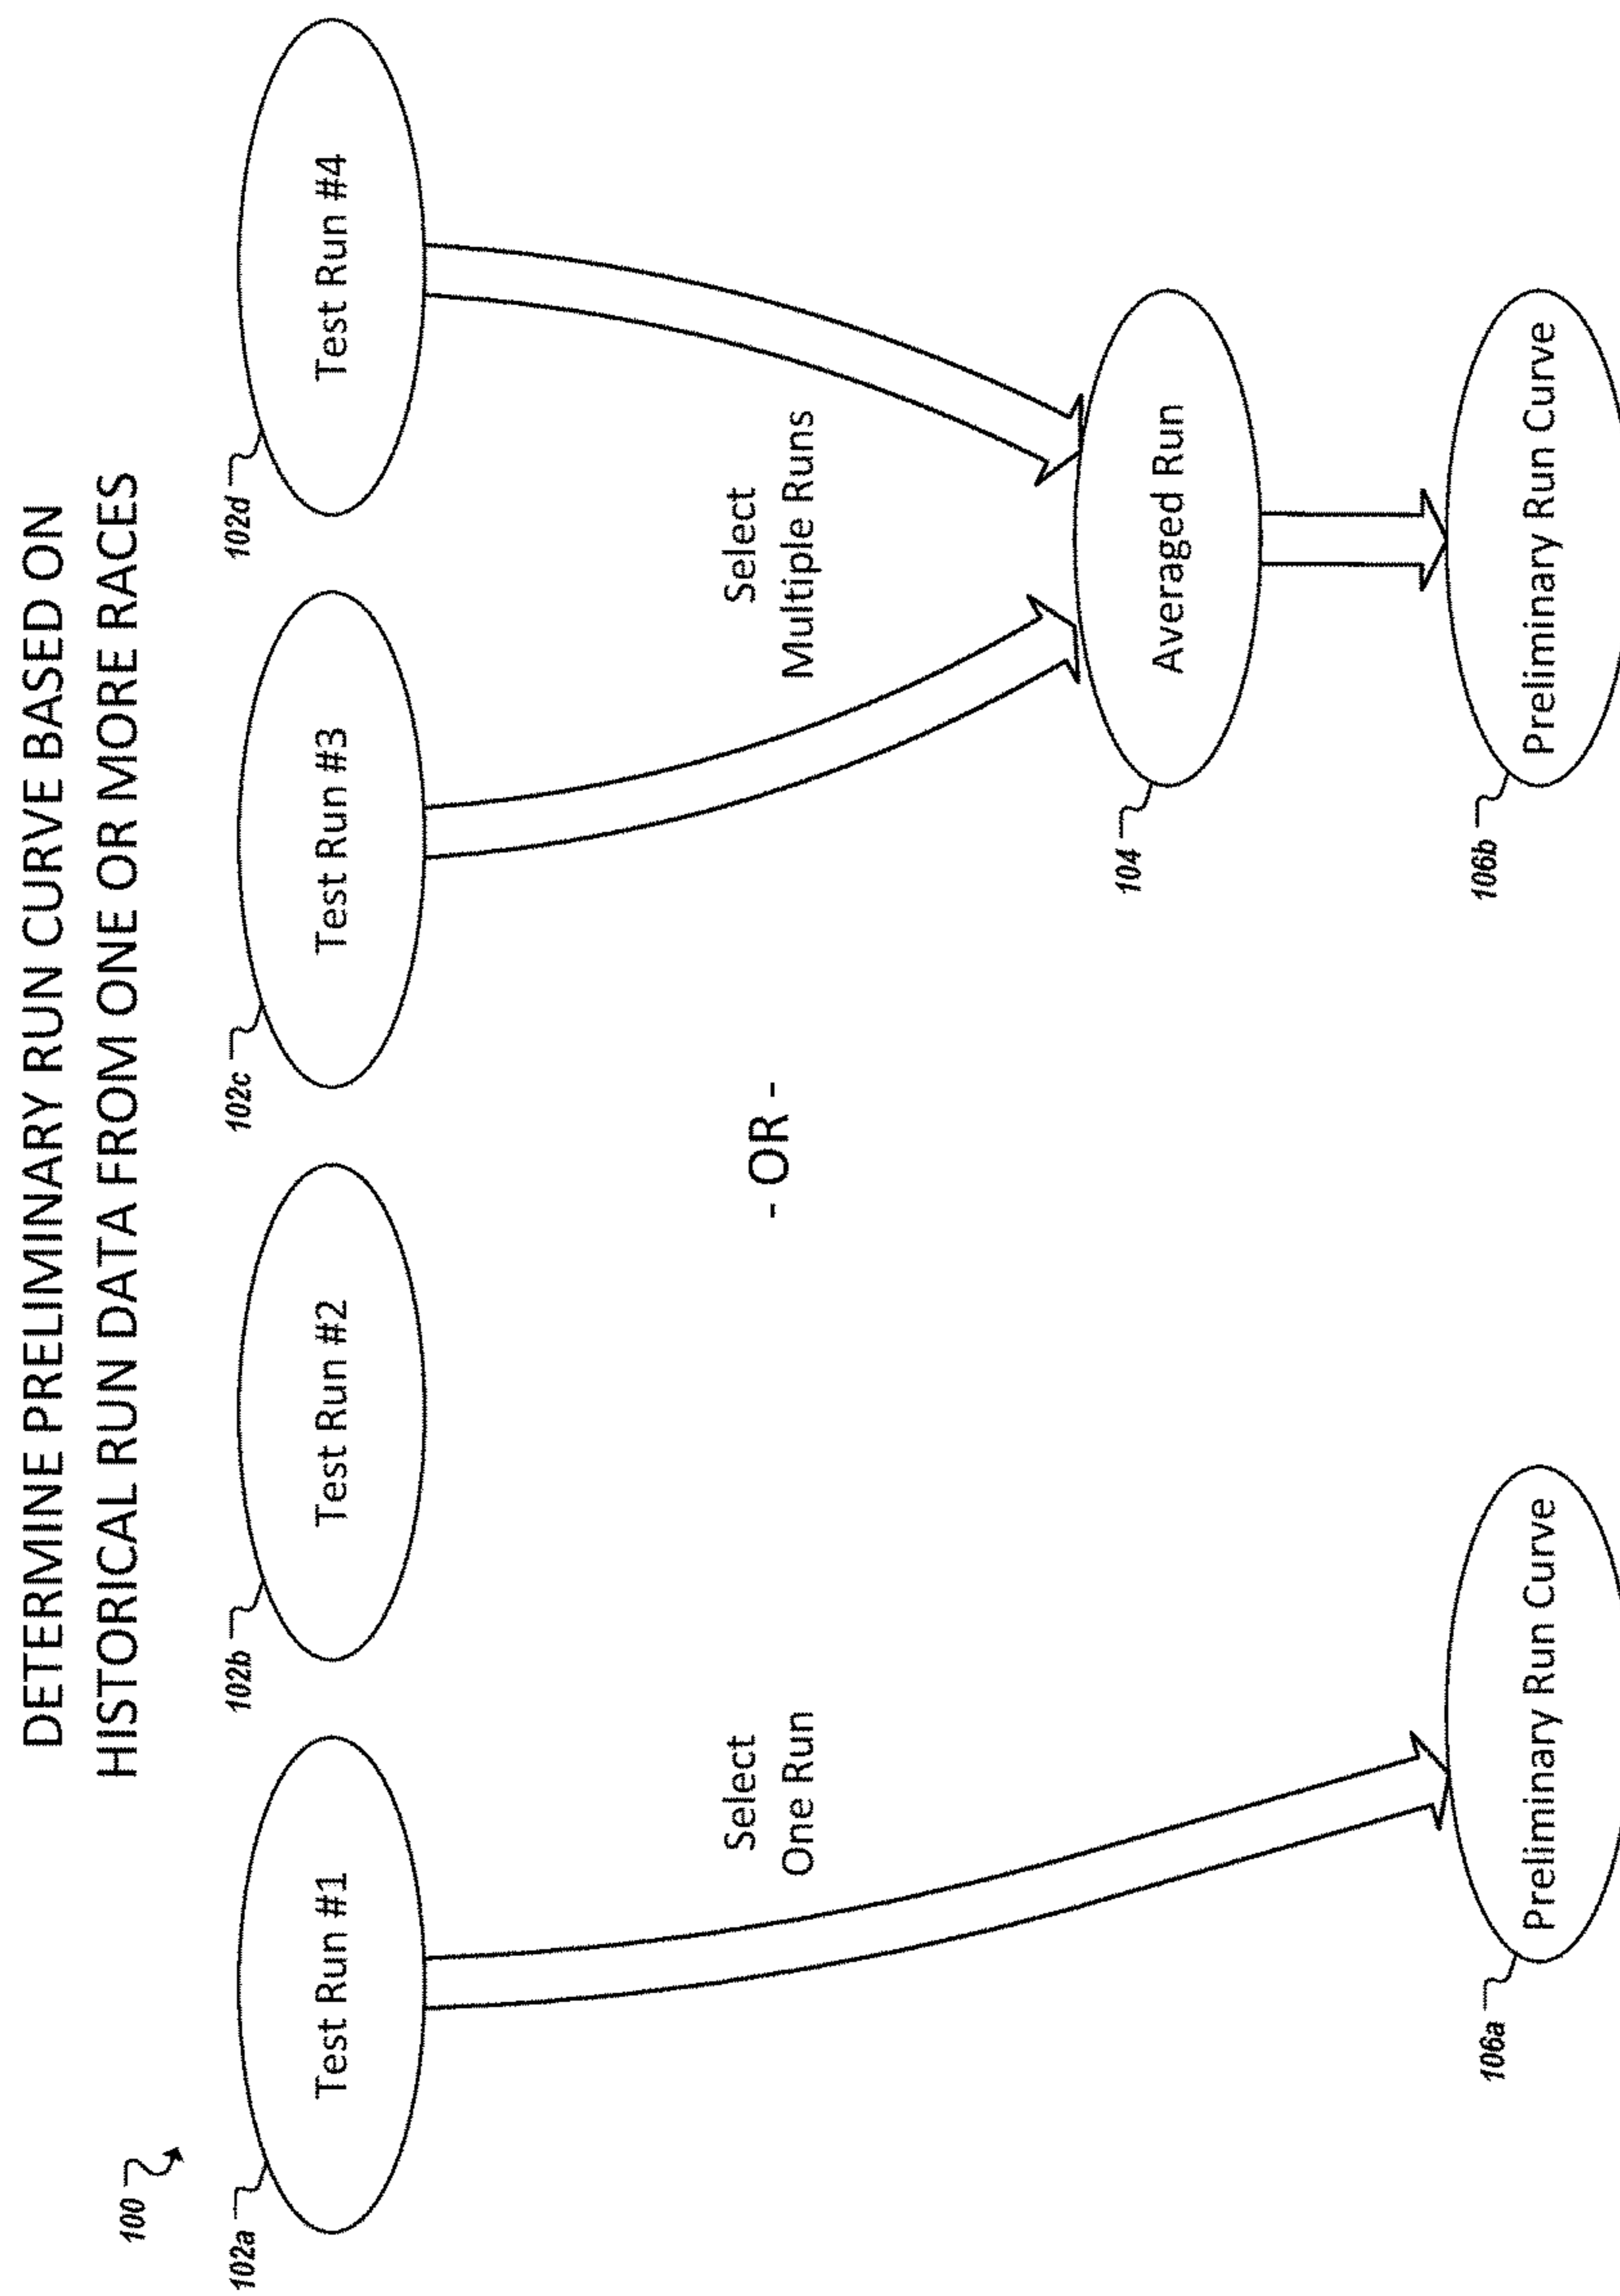 DETERMINE PRELIMINARY RUN CURVE BASED ON
HISTORICAL RUN DATA FROM ONE OR MORE RACES
100
102a
Test Run #1
102b
Test Run #2
102c
Test Run #3
102d
Test Run #4
Select
One Run
- OR -
Select
Multiple Runs
104
Averaged Run
106a
Preliminary Run Curve
106b
Preliminary Run Curve